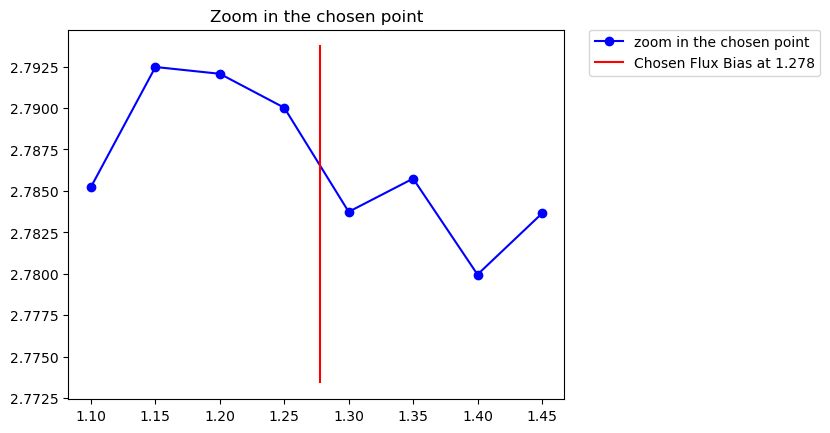 Zoom in the chosen point
zoom in the chosen point
Chosen Flux Bias at 1.278
2.7925
2.7900
2.7875
2.7850
2.7825
2.7800
2.7775
2.7750
2.7725
1.10 1.15 1.20 1.25 1.30 1.35 1.40 1.45